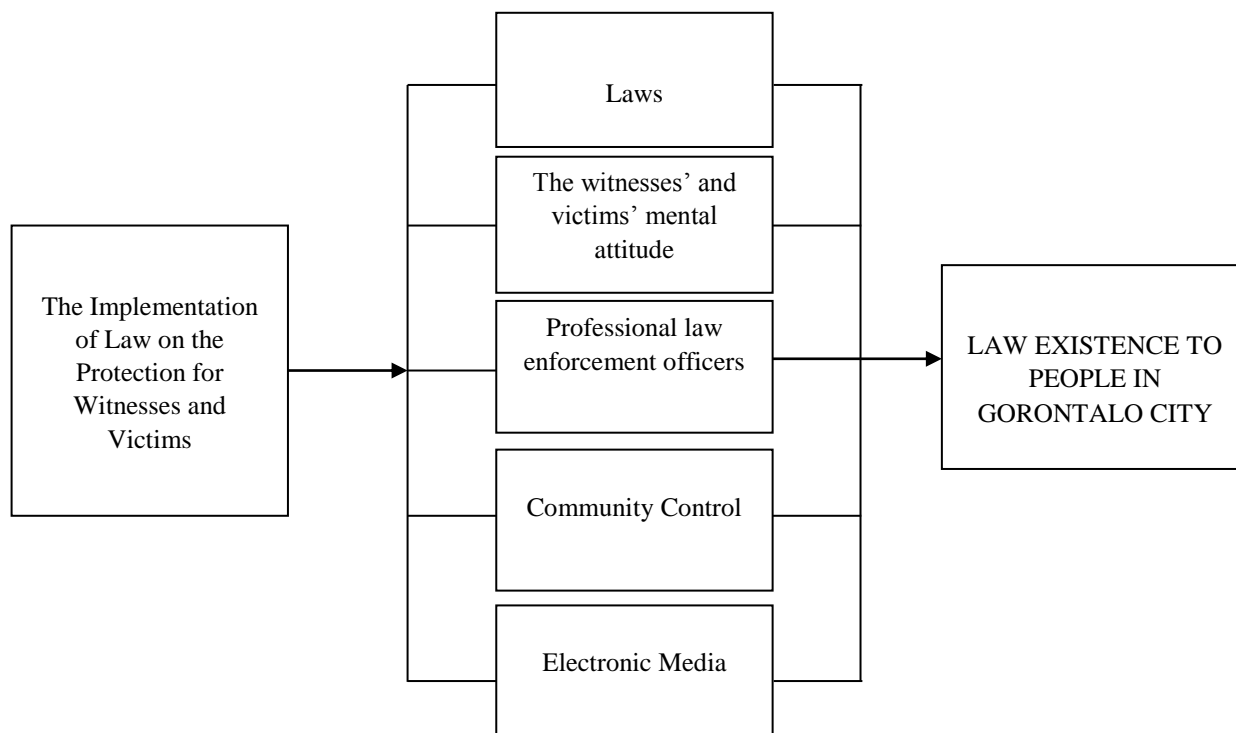 The Implementation
of Law on the
Protection for
Witnesses and
Victims
Laws
The witnesses’ and
victims’ mental
attitude
Professional law
enforcement officers
Community Control
Electronic Media
LAW EXISTENCE TO
PEOPLE IN
GORONTALO CITY